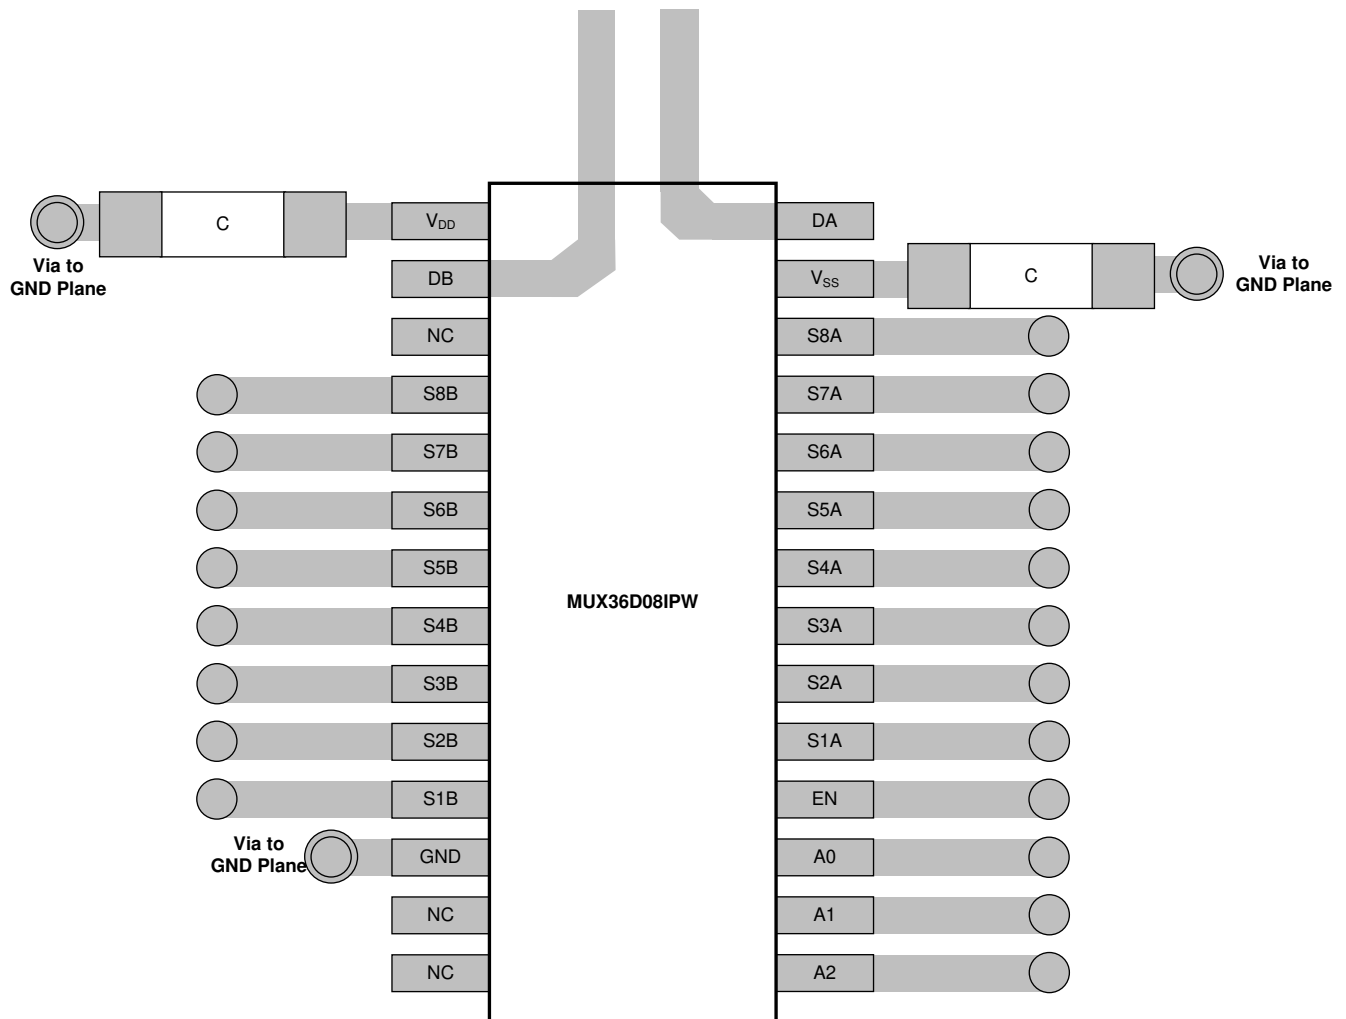 C
V_DD
DA
Via to
GND Plane
DB
V_SS
C
Via to
GND Plane
NC
S8A
S8B
S7A
S7B
S6A
S6B
S5A
S5B
S4A
MUX36D08IPW
S4B
S3A
S3B
S2A
S2B
S1A
S1B
EN
Via to
GND Plane
GND
A0
NC
A1
NC
A2